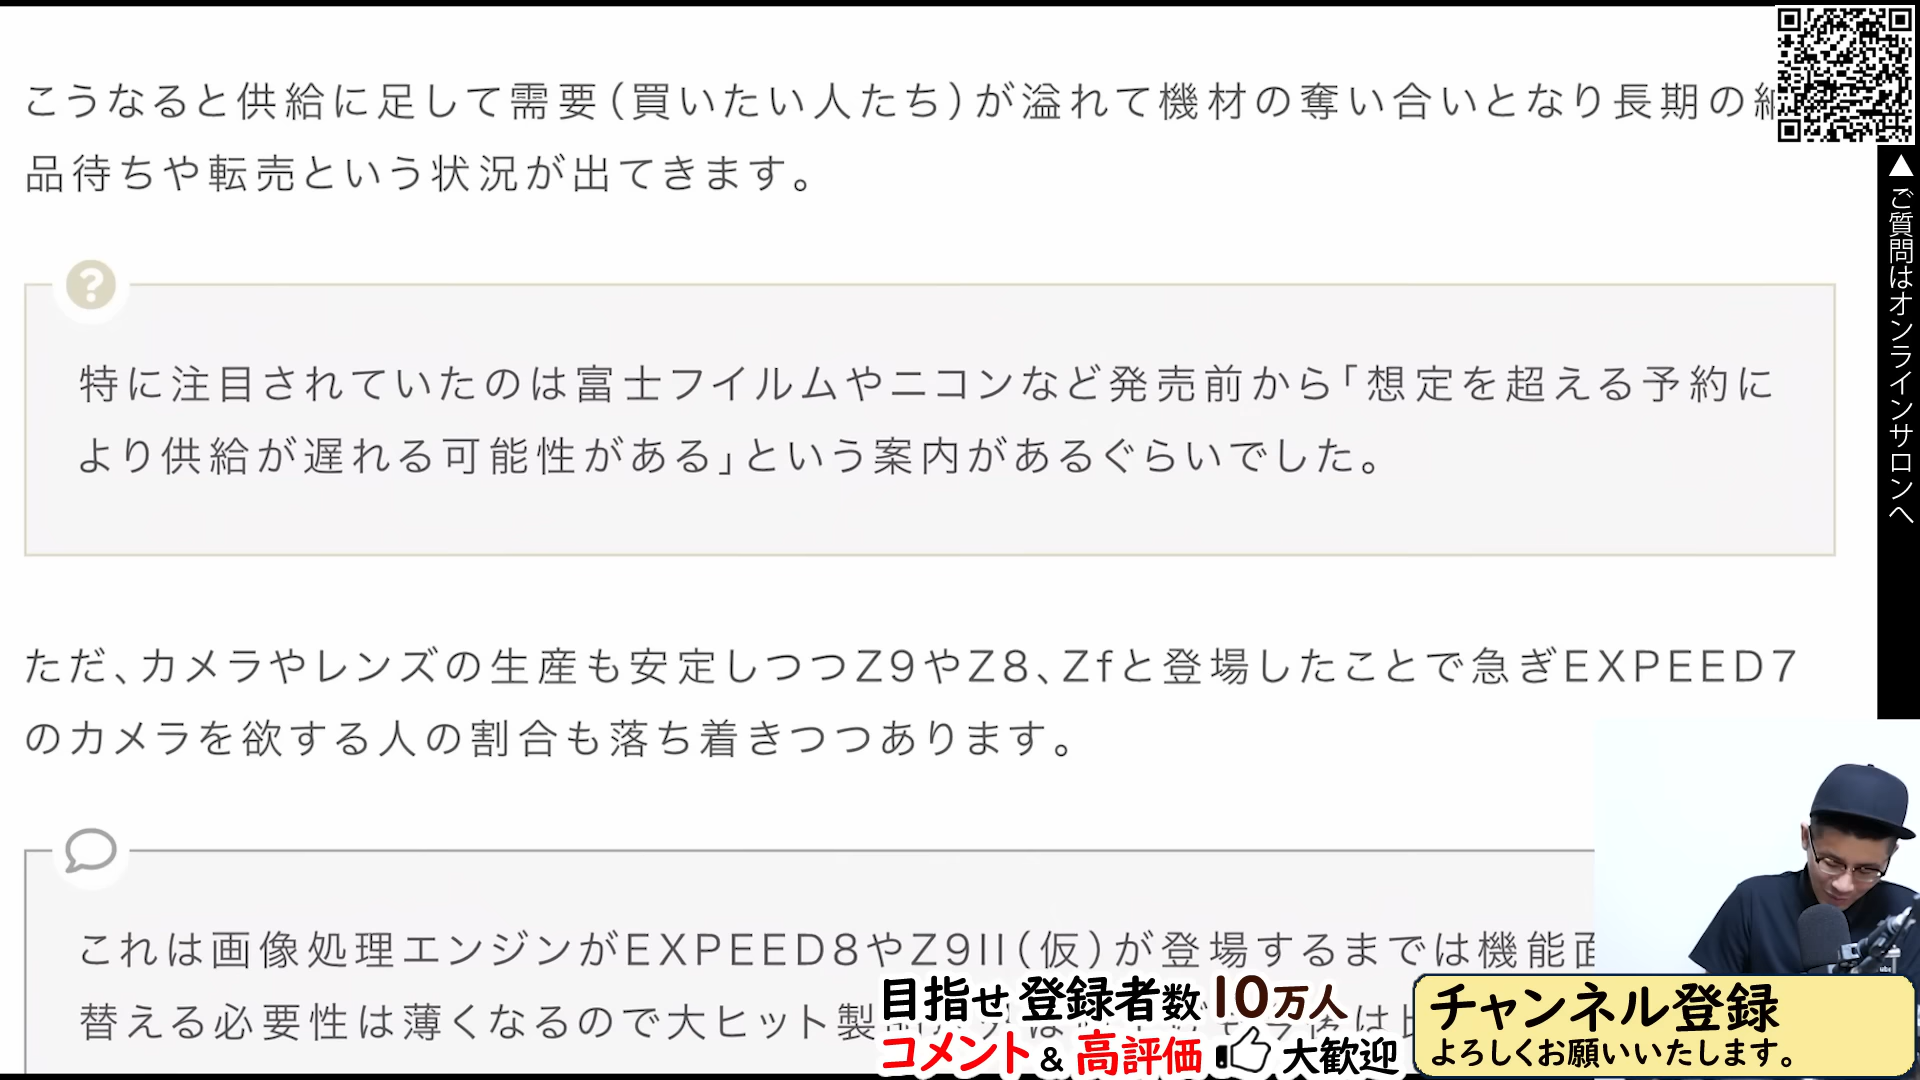 こうなると供給に足して需要(買いたい人たち)が溢れて機材の奪い合いとなり長期の
品待ちや転売という状況が出てきます。
特に注目されていたのは富士フイルムやニコンなど発売前から「想定を超える予約に
より供給が遅れる可能性がある」という案内があるぐらいでした。
ただ、カメラやレンズの生産も安定しつつZ9やZ8、Zfと登場したことで急ぎEXPEED7
のカメラを欲する人の割合も落ち着きつつあります。
これは画像処理エンジンがEXPEED8やZ9II(仮)が登場するまでは機能面
替える必要性は薄くなるので大ヒット製
▲ご質問はオンラインサロンへ
目指せ 登録者数 10万人
コメント & 高評価 大歓迎
チャンネル登録
よろしくお願いいたします。